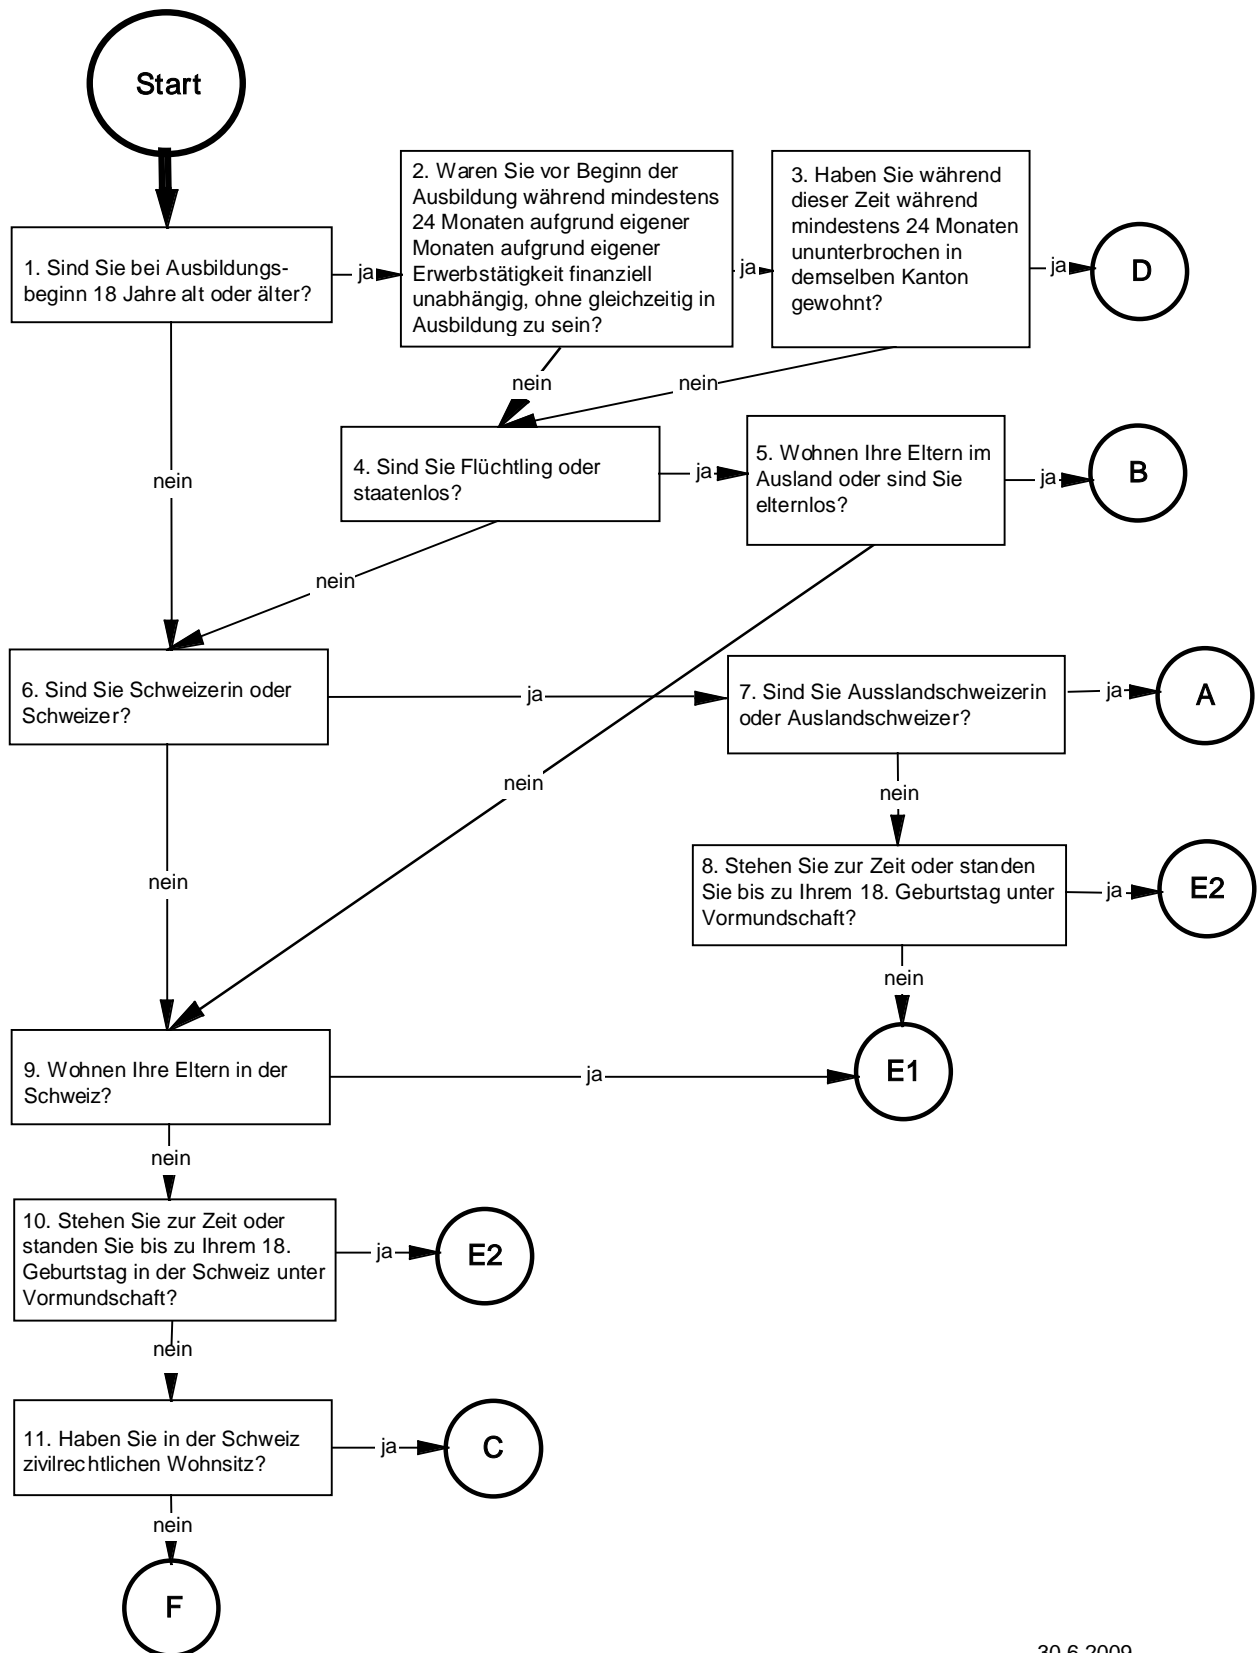 Start
1. Sind Sie bei Ausbildungs-
beginn 18 Jahre alt oder älter?
ja
2. Waren Sie vor Beginn der
Ausbildung während mindestens
24 Monaten aufgrund eigener
Monaten aufgrund eigener
Erwerbstätigkeit finanziell
unabhängig, ohne gleichzeitig in
Ausbildung zu sein?
ja
3. Haben Sie während
dieser Zeit während
mindestens 24 Monaten
ununterbrochen in
demselben Kanton
gewohnt?
ja
D
nein
nein
nein
4. Sind Sie Flüchtling oder
staatenlos?
ja
5. Wohnen Ihre Eltern im
Ausland oder sind Sie
elternlos?
ja
B
nein
nein
6. Sind Sie Schweizerin oder
Schweizer?
ja
7. Sind Sie Ausslandschweizerin
oder Auslandschweizer?
ja
A
nein
nein
8. Stehen Sie zur Zeit oder standen
Sie bis zu Ihrem 18. Geburtstag unter
Vormundschaft?
ja
E2
nein
E1
9. Wohnen Ihre Eltern in der
Schweiz?
ja
nein
10. Stehen Sie zur Zeit oder
standen Sie bis zu Ihrem 18.
Geburtstag in der Schweiz unter
Vormundschaft?
ja
E2
nein
11. Haben Sie in der Schweiz
zivilrechtlichen Wohnsitz?
ja
C
nein
F
30.6.2009